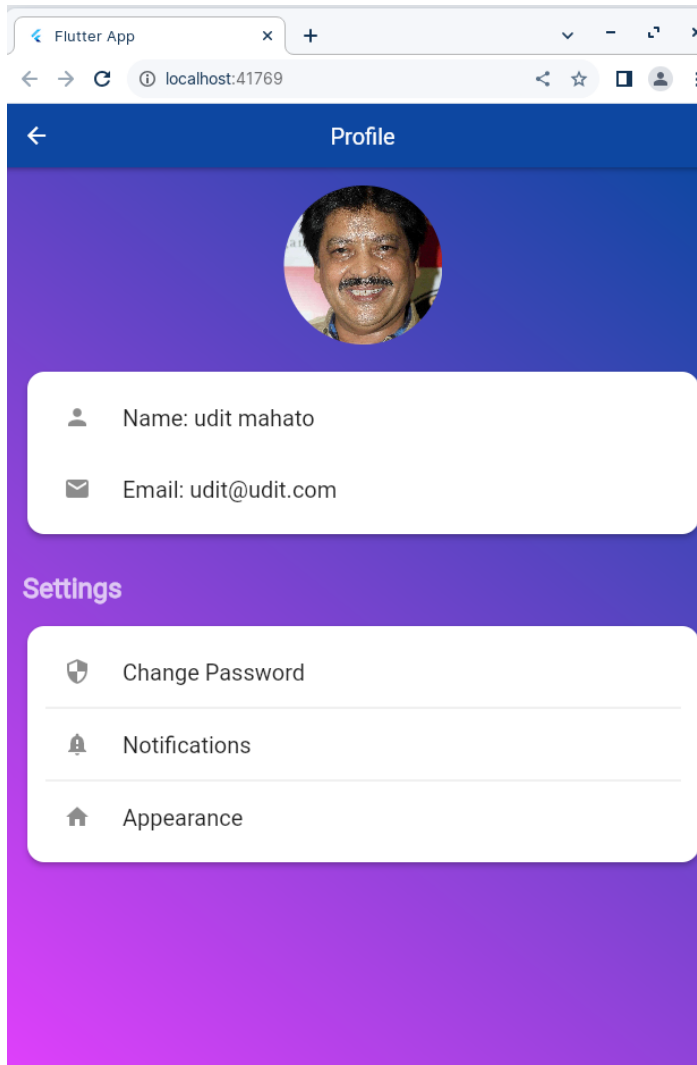 Flutter App
localhost:41769
Profile
Name: udit mahato
Email: udit@udit.com
Settings
Change Password
Notifications
Appearance